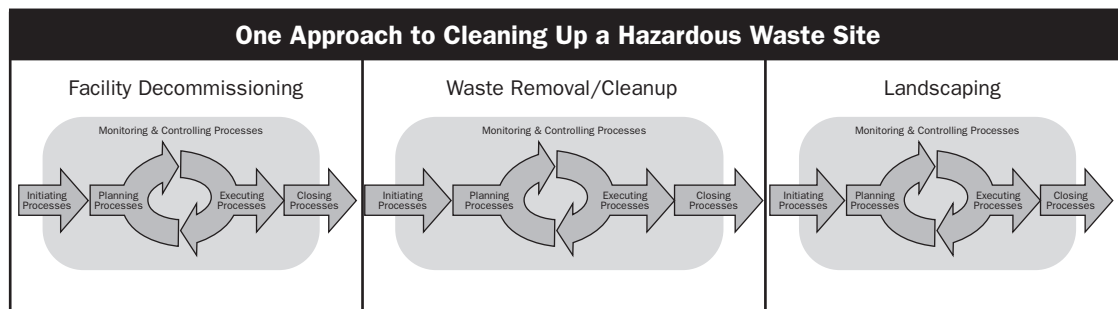 One Approach to Cleaning Up a Hazardous Waste Site
Facility Decommissioning
Monitoring & Controlling Processes
Initiating
Processes
Planning
Processes
Executing
Processes
Closing
Processes
Waste Removal/Cleanup
Monitoring & Controlling Processes
Initiating
Processes
Planning
Processes
Executing
Processes
Closing
Processes
Landscaping
Monitoring & Controlling Processes
Initiating
Processes
Planning
Processes
Executing
Processes
Closing
Processes